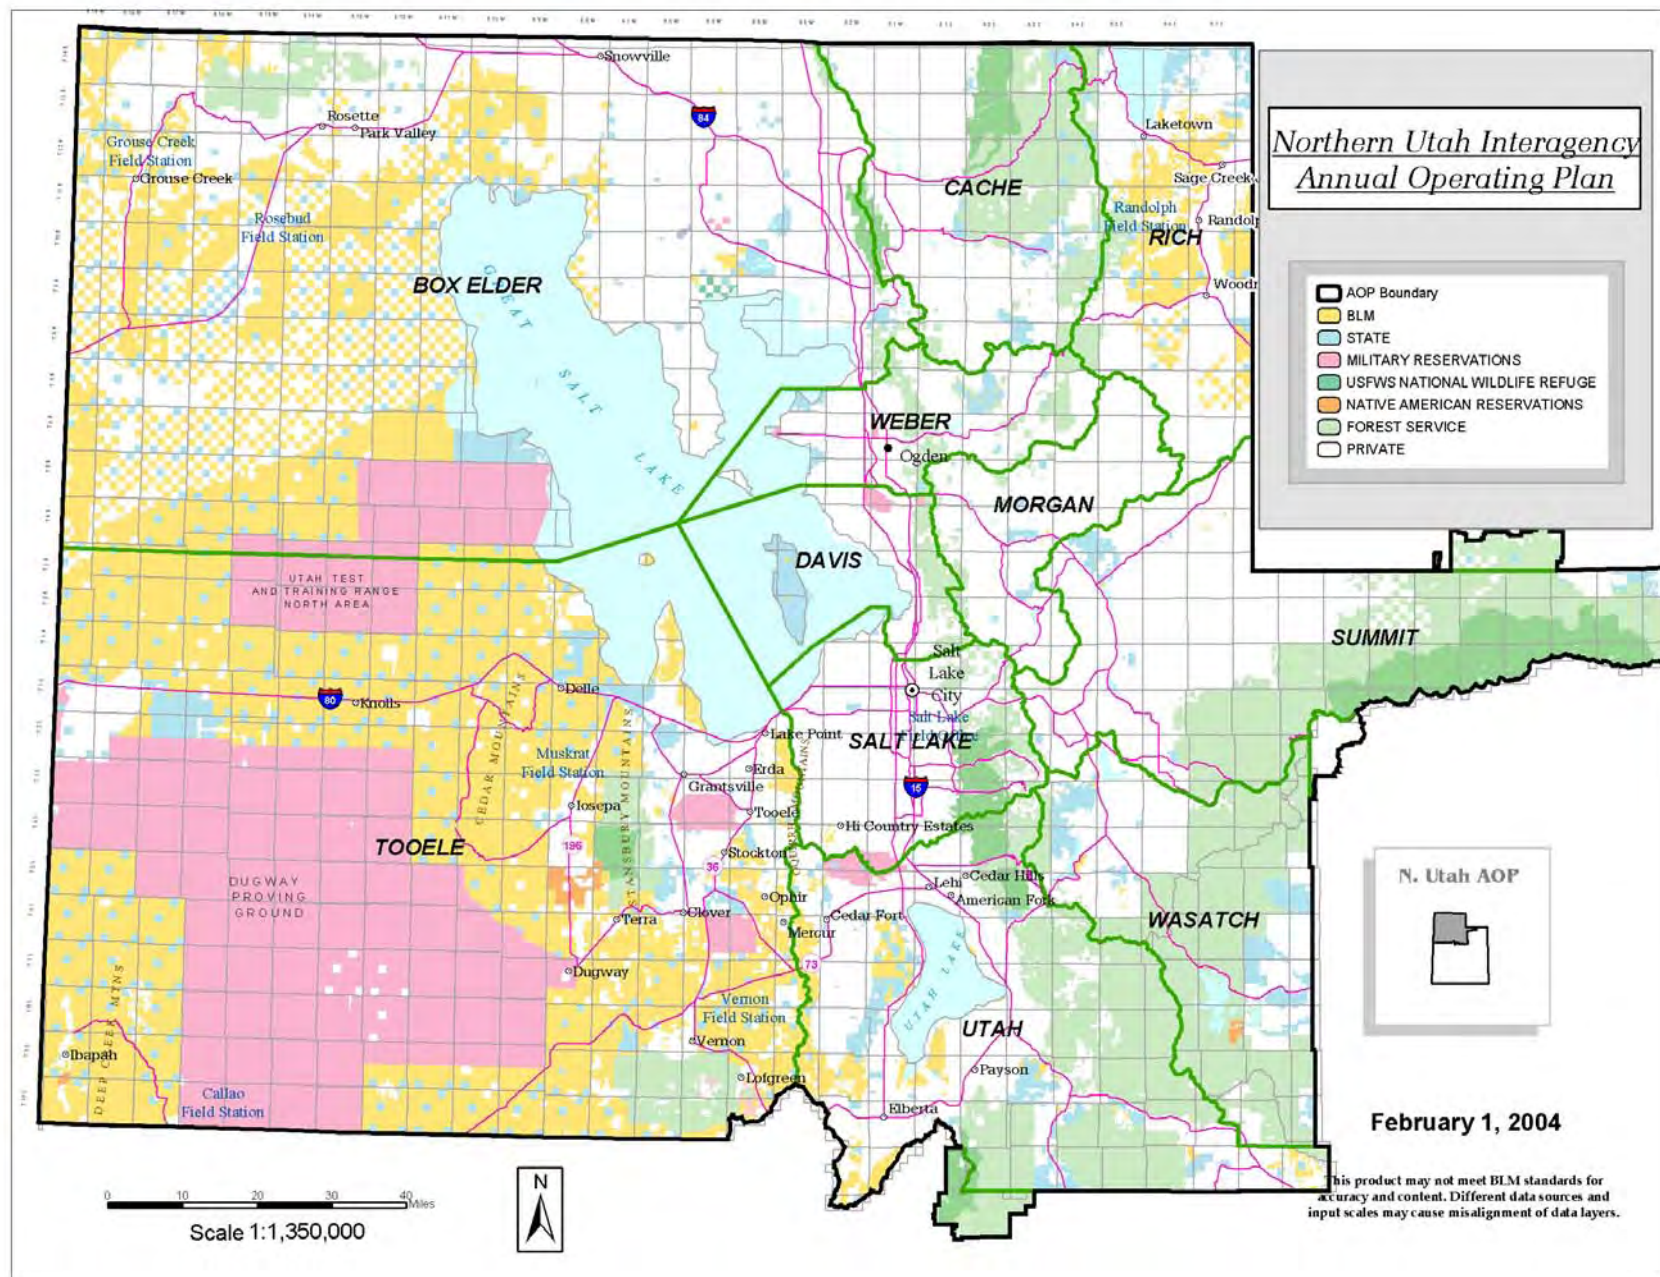 Northern Utah Interagency
Annual Operating Plan
AOP Boundary
BLM
STATE
MILITARY RESERVATIONS
USFWS NATIONAL WILDLIFE REFUGE
NATIVE AMERICAN RESERVATIONS
FOREST SERVICE
PRIVATE
Snowville
84
Rosette
Park Valley
Grouse Creek
Field Station
Grouse Creek
Rosebud
Field Station
BOX ELDER
GREAT SALT LAKE
CACHE
Laketown
Sage Creek
Randolph
Field Station
RICH
WEBER
Ogden
MORGAN
DAVIS
SUMMIT
UTAH TEST
AND TRAINING RANGE
NORTH AREA
80
Knolls
Delle
CEDAR MOUNTAINS
STANSBURY MOUNTAINS
Muskrat
Field Station
Iosepa
196
TOOELE
DUGWAY
PROVING
GROUND
Salt
Lake
City
Salt Lake
Field Office
SALT LAKE
15
Lake Point
Erda
Grantsville
Tooele
Hi Country Estates
Stockton
36
Ophir
Clover
Terra
Mercur
Dugway
73
Cedar Fort
Lehi
Cedar Hills
American Fork
WASATCH
UTAH LAKE
UTAH
Vernon
Field Station
Vernon
Lofgreen
Payson
Elberta
Ibapah
DEEP CREEK MTNS
Callao
Field Station
N. Utah AOP
February 1, 2004
This product may not meet BLM standards for
accuracy and content. Different data sources and
input scales may cause misalignment of data layers.
0 10 20 30 40 Miles
Scale 1:1,350,000
N